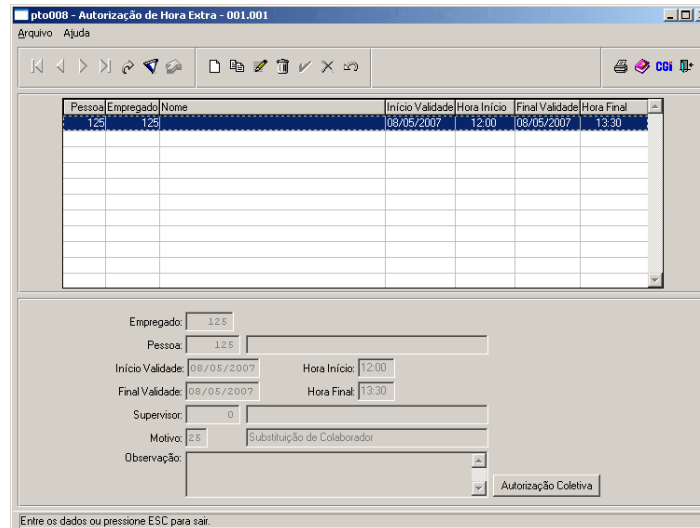 pto008 - Autorização de Hora Extra - 001.001
Arquivo Ajuda
CGi
Pessoa Empregado Nome Início Validade Hora Início Final Validade Hora Final
125 125 08/05/2007 12:00 08/05/2007 13:30
Empregado: 125
Pessoa: 125
Início Validade: 08/05/2007 Hora Início: 12:00
Final Validade: 08/05/2007 Hora Final: 13:30
Supervisor: 0
Motivo: 25 Substituição de Colaborador
Observação:
Autorização Coletiva
Entre os dados ou pressione ESC para sair.